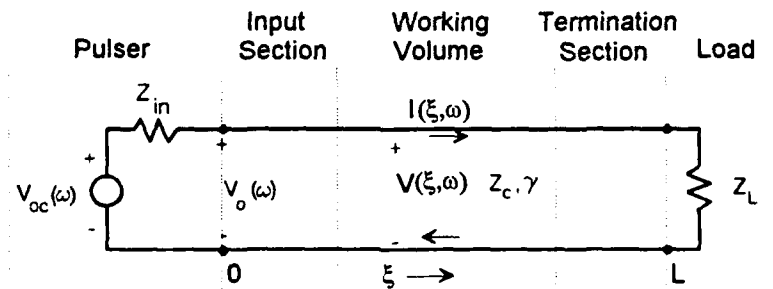 Pulser
Input Section
Working Volume
Termination Section
Load
Z_in
I(ξ,ω)
+
+
+
V_oc(ω)
V_o(ω)
V(ξ,ω) Z_c, γ
Z_L
-
-
-
0
ξ
L